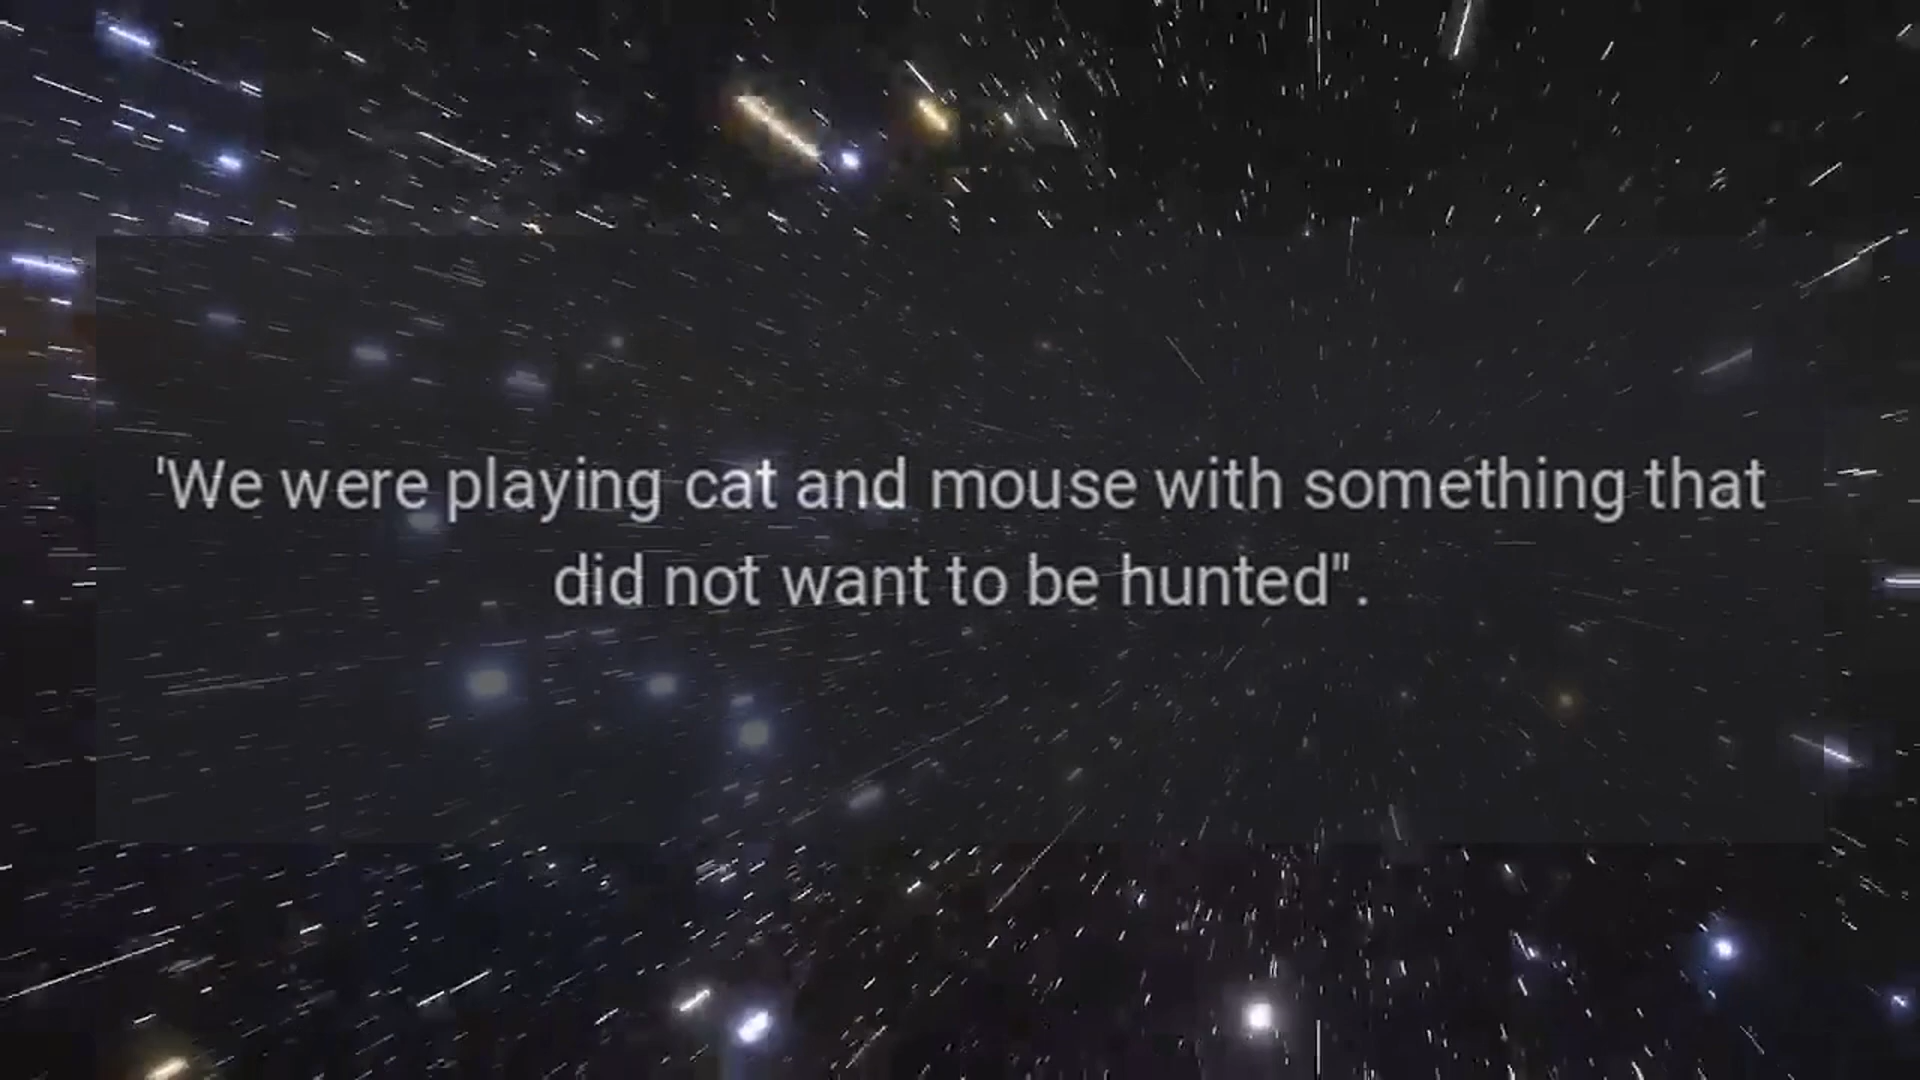 'We were playing cat and mouse with something that
did not want to be hunted".